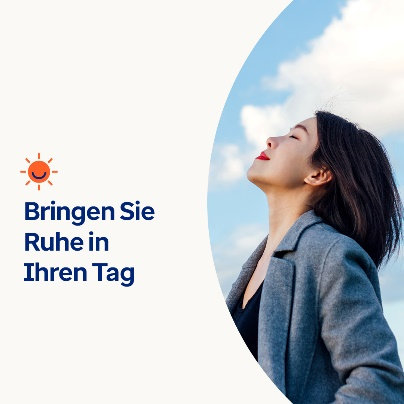 Bringen Sie
Ruhe in
Ihren Tag